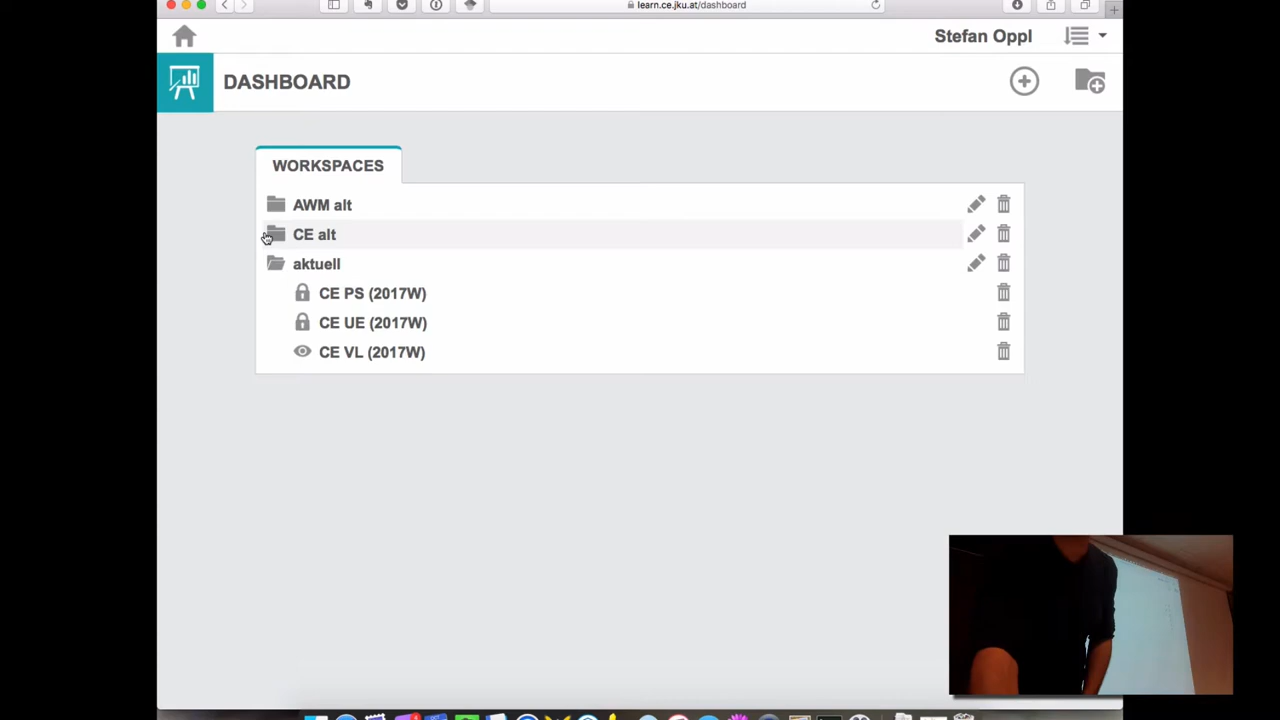 learn.ce.jku.at/dashboard
Stefan Oppl
DASHBOARD
WORKSPACES
AWM alt
CE alt
aktuell
CE PS (2017W)
CE UE (2017W)
CE VL (2017W)